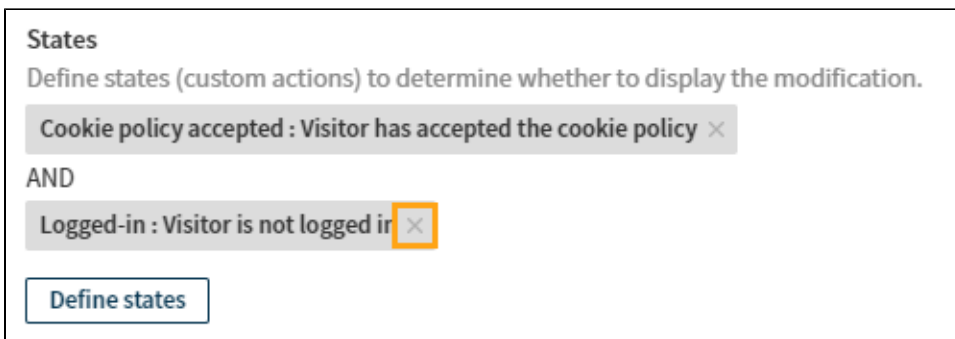 States
Define states (custom actions) to determine whether to display the modification.
Cookie policy accepted : Visitor has accepted the cookie policy ×
AND
Logged-in : Visitor is not logged in ×
Define states